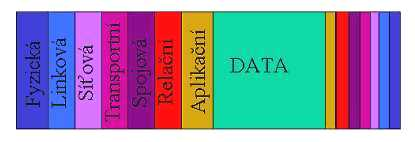 Fyzická
Linková
Síťová
Transportní
Spojová
Relační
Aplikační
DATA